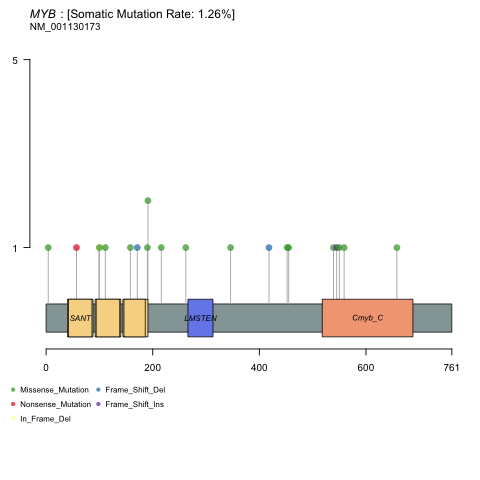 MYB : [Somatic Mutation Rate: 1.26%]
NM_001130173
5
1
SANT
LMSTEN
Cmyb_C
0 200 400 600 761
Missense_Mutation Frame_Shift_Del
Nonsense_Mutation Frame_Shift_Ins
In_Frame_Del